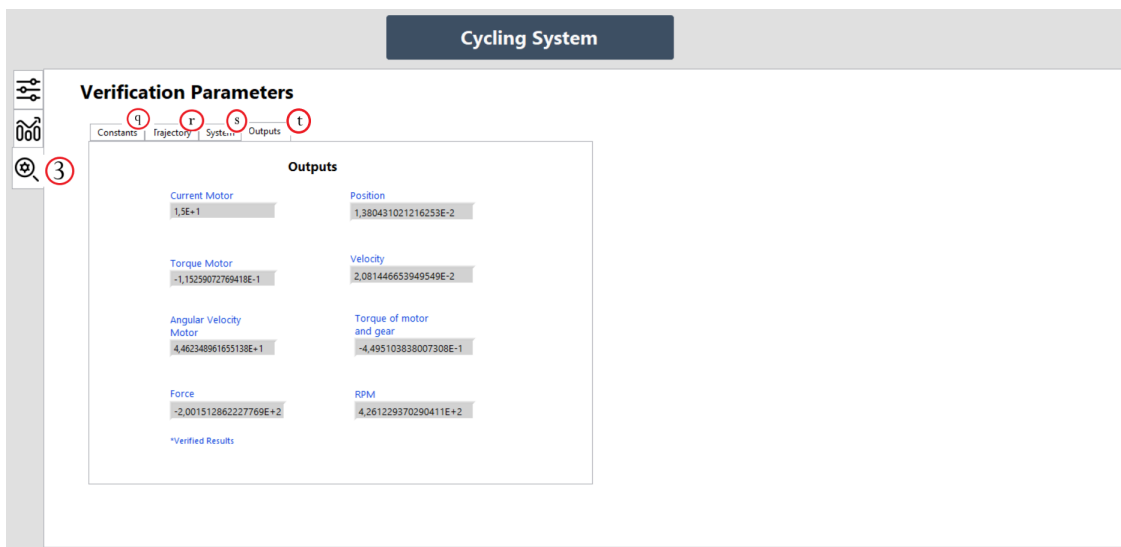 Cycling System
Verification Parameters
q r s t
Constants Trajectory System Outputs
3
Outputs
Current Motor Position
1,5E+1 1,380431021216253E-2
Torque Motor Velocity
-1,15259072769418E-1 2,081446653949549E-2
Angular Velocity Motor Torque of motor and gear
4,462348961655138E+1 -4,495103838007308E-1
Force RPM
-2,001512862227769E+2 4,261229370290411E+2
*Verified Results